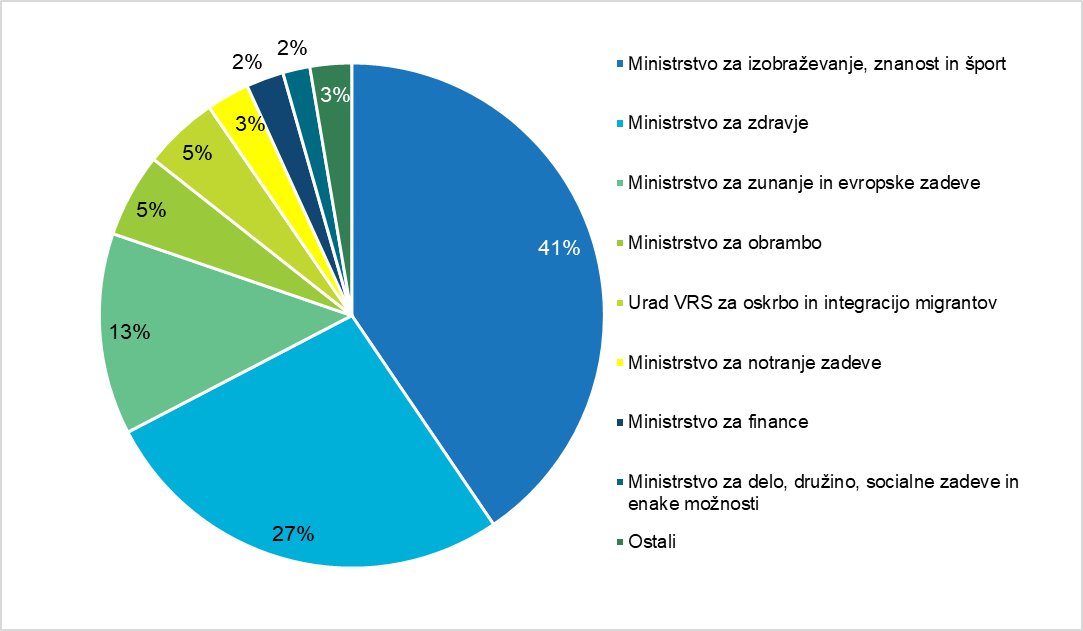 2%
2%
3%
3%
5%
5%
41%
13%
27%
Ministrstvo za izobraževanje, znanost in šport
Ministrstvo za zdravje
Ministrstvo za zunanje in evropske zadeve
Ministrstvo za obrambo
Urad VRS za oskrbo in integracijo migrantov
Ministrstvo za notranje zadeve
Ministrstvo za finance
Ministrstvo za delo, družino, socialne zadeve in
enake možnosti
Ostali